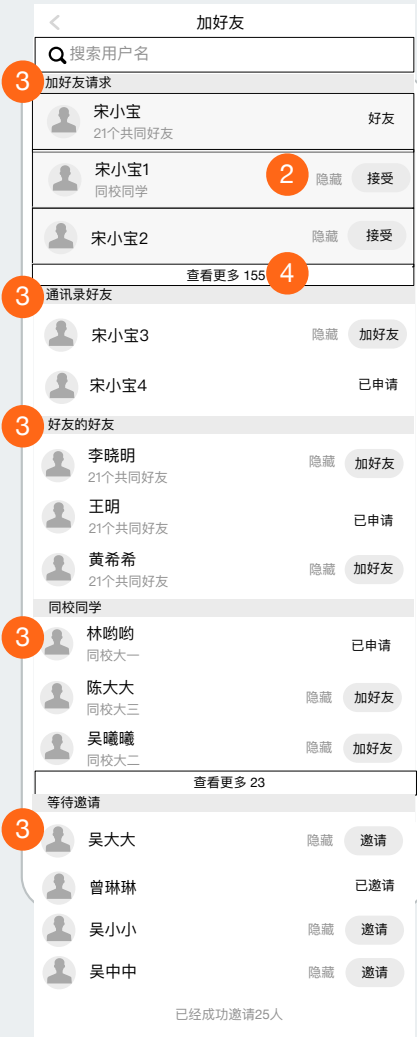 加好友
搜索用户名
3 加好友请求
宋小宝
21个共同好友
好友
宋小宝1
同校同学
2 隐藏 接受
宋小宝2
隐藏 接受
查看更多 155 4
3 通讯录好友
宋小宝3 隐藏 加好友
宋小宝4 已申请
3 好友的好友
李晓明
21个共同好友
隐藏 加好友
王明
21个共同好友
已申请
黄希希
21个共同好友
隐藏 加好友
同校同学
3 林哟哟
同校大一
已申请
陈大大
同校大三
隐藏 加好友
吴曦曦
同校大二
隐藏 加好友
查看更多 23
等待邀请
3 吴大大 隐藏 邀请
曾琳琳 已邀请
吴小小 隐藏 邀请
吴中中 隐藏 邀请
已经成功邀请25人